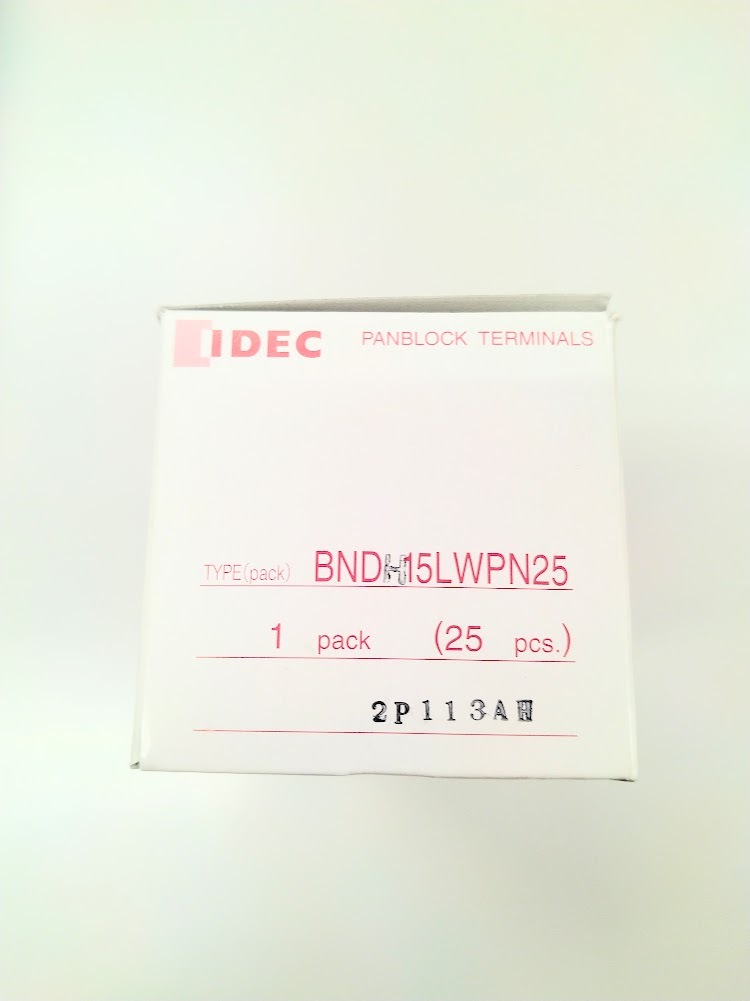 IDEC PANBLOCK TERMINALS
TYPE(pack) BNDH15LWPN25
1 pack (25 pcs.)
2P113AH